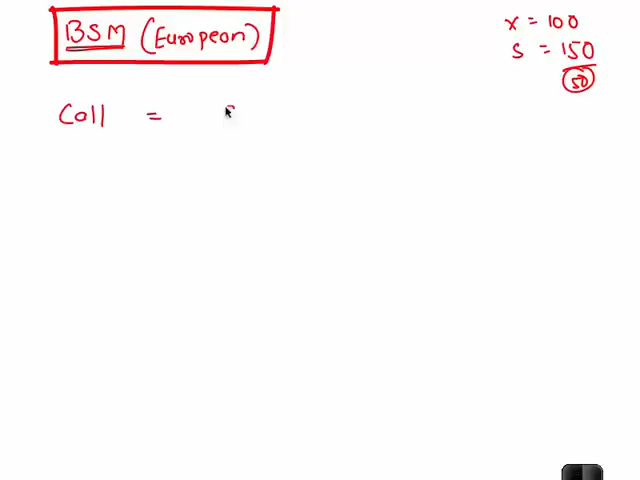 BSM (European)
x = 100
s = 150
50
Call =